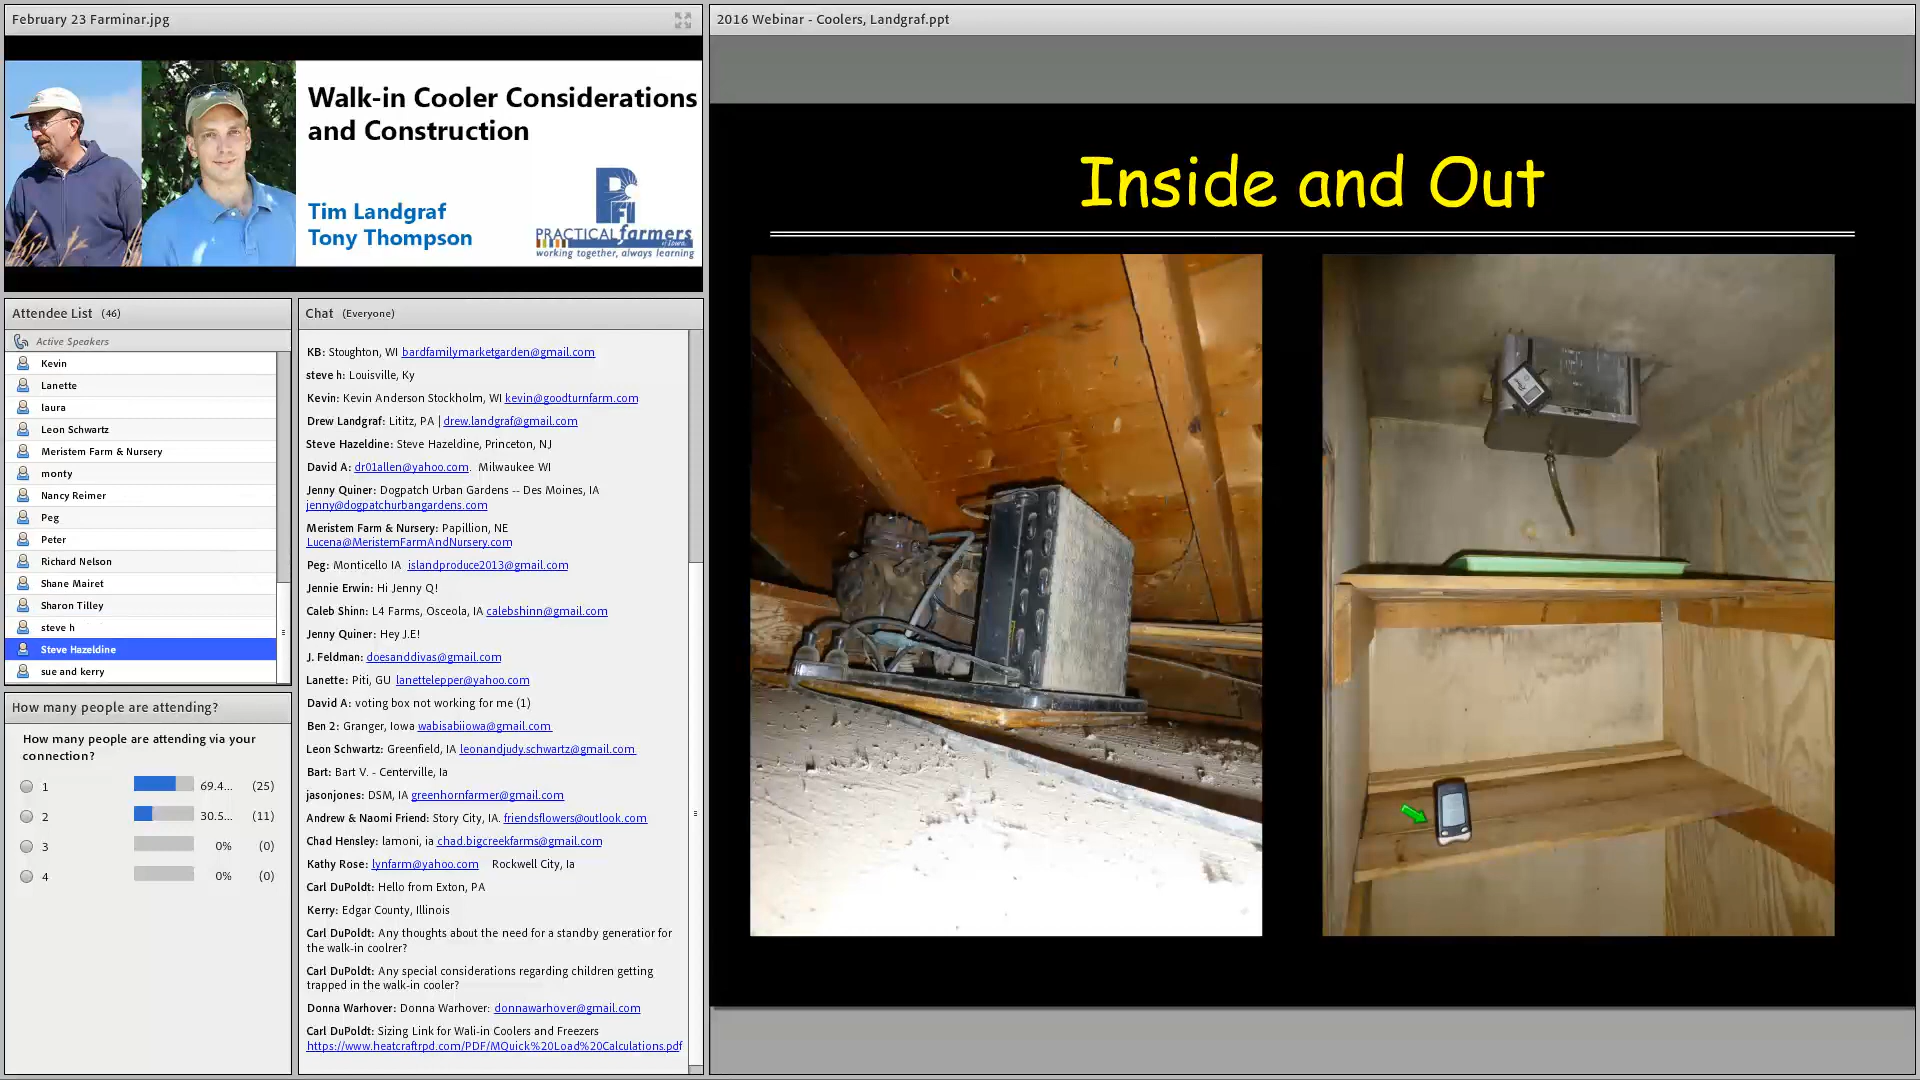 February 23 Farminar.jpg
Walk-in Cooler Considerations
and Construction
Tim Landgraf
Tony Thompson
PFI
PRACTICAL farmers
of Iowa
working together, always learning
Attendee List (46)
Active Speakers
Kevin
Lanette
laura
Leon Schwartz
Meristem Farm & Nursery
monty
Nancy Reimer
Peg
Peter
Richard Nelson
Shane Mairet
Sharon Tilley
steve h
Steve Hazeldine
sue and kerry
How many people are attending?
How many people are attending via your
connection?
1 69.4... (25)
2 30.5... (11)
3 0% (0)
4 0% (0)
Chat (Everyone)
KB: Stoughton, WI bardfamilymarketgarden@gmail.com
steve h: Louisville, Ky
Kevin: Kevin Anderson Stockholm, WI kevin@goodturnfarm.com
Drew Landgraf: Lititz, PA | drew.landgraf@gmail.com
Steve Hazeldine: Steve Hazeldine, Princeton, NJ
David A: dr01allen@yahoo.com. Milwaukee WI
Jenny Quiner: Dogpatch Urban Gardens -- Des Moines, IA
jenny@dogpatchurbangardens.com
Meristem Farm & Nursery: Papillion, NE
Lucena@MeristemFarmAndNursery.com
Peg: Monticello IA islandproduce2013@gmail.com
Jennie Erwin: Hi Jenny Q!
Caleb Shinn: L4 Farms, Osceola, IA calebshinn@gmail.com
Jenny Quiner: Hey J.E!
J. Feldman: doesanddivas@gmail.com
Lanette: Piti, GU lanettelepper@yahoo.com
David A: voting box not working for me (1)
Ben 2: Granger, Iowa wabisabiiowa@gmail.com
Leon Schwartz: Greenfield, IA leonandjudy.schwartz@gmail.com
Bart: Bart V. - Centerville, Ia
jasonjones: DSM, IA greenhornfarmer@gmail.com
Andrew & Naomi Friend: Story City, IA. friendsflowers@outlook.com
Chad Hensley: lamoni, ia chad.bigcreekfarms@gmail.com
Kathy Rose: lynfarm@yahoo.com Rockwell City, Ia
Carl DuPoldt: Hello from Exton, PA
Kerry: Edgar County, Illinois
Carl DuPoldt: Any thoughts about the need for a standby generatior for
the walk-in coolrer?
Carl DuPoldt: Any special considerations regarding children getting
trapped in the walk-in cooler?
Donna Warhover: Donna Warhover: donnawarhover@gmail.com
Carl DuPoldt: Sizing Link for Wali-in Coolers and Freezers
https://www.heatcraftrpd.com/PDF/MQuick%20Load%20Calculations.pdf
2016 Webinar - Coolers, Landgraf.ppt
Inside and Out